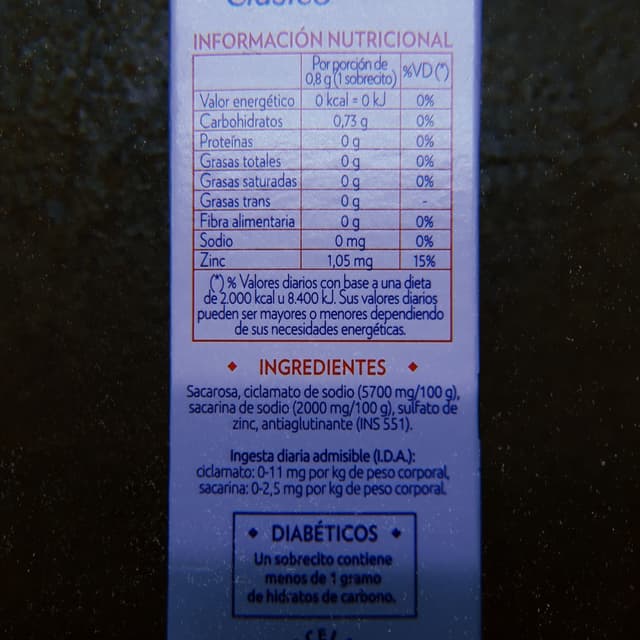 Clásico
INFORMACIÓN NUTRICIONAL
Por porción de
0,8 g (1 sobrecito) %VD (*)
Valor energético 0 kcal = 0 kJ 0%
Carbohidratos 0,73 g 0%
Proteínas 0 g 0%
Grasas totales 0 g 0%
Grasas saturadas 0 g 0%
Grasas trans 0 g -
Fibra alimentaria 0 g 0%
Sodio 0 mg 0%
Zinc 1,05 mg 15%
(*) % Valores diarios con base a una dieta
de 2.000 kcal u 8.400 kJ. Sus valores diarios
pueden ser mayores o menores dependiendo
de sus necesidades energéticas.
INGREDIENTES
Sacarosa, ciclamato de sodio (5700 mg/100 g),
sacarina de sodio (2000 mg/100 g), sulfato de
zinc, antiaglutinante (INS 551).
Ingesta diaria admisible (I.D.A.):
ciclamato: 0-11 mg por kg de peso corporal,
sacarina: 0-2,5 mg por kg de peso corporal.
DIABÉTICOS
Un sobrecito contiene
menos de 1 gramo
de hidratos de carbono.